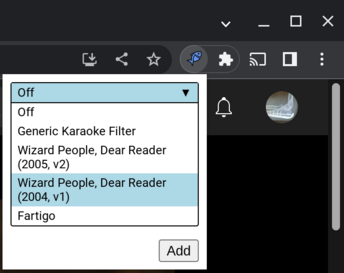 Off
Off
Generic Karaoke Filter
Wizard People, Dear Reader
(2005, v2)
Wizard People, Dear Reader
(2004, v1)
Fartigo
Add